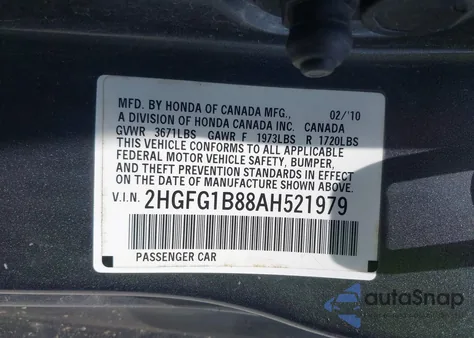 MFD. BY HONDA OF CANADA MFG., 02/'10
A DIVISION OF HONDA CANADA INC. CANADA
GVWR 3671LBS GAWR F 1973LBS R 1720LBS
THIS VEHICLE CONFORMS TO ALL APPLICABLE
FEDERAL MOTOR VEHICLE SAFETY, BUMPER,
AND THEFT PREVENTION STANDARDS IN EFFECT
ON THE DATE OF MANUFACTURE SHOWN ABOVE.
V.I.N. 2HGFG1B88AH521979
PASSENGER CAR
autoSnap